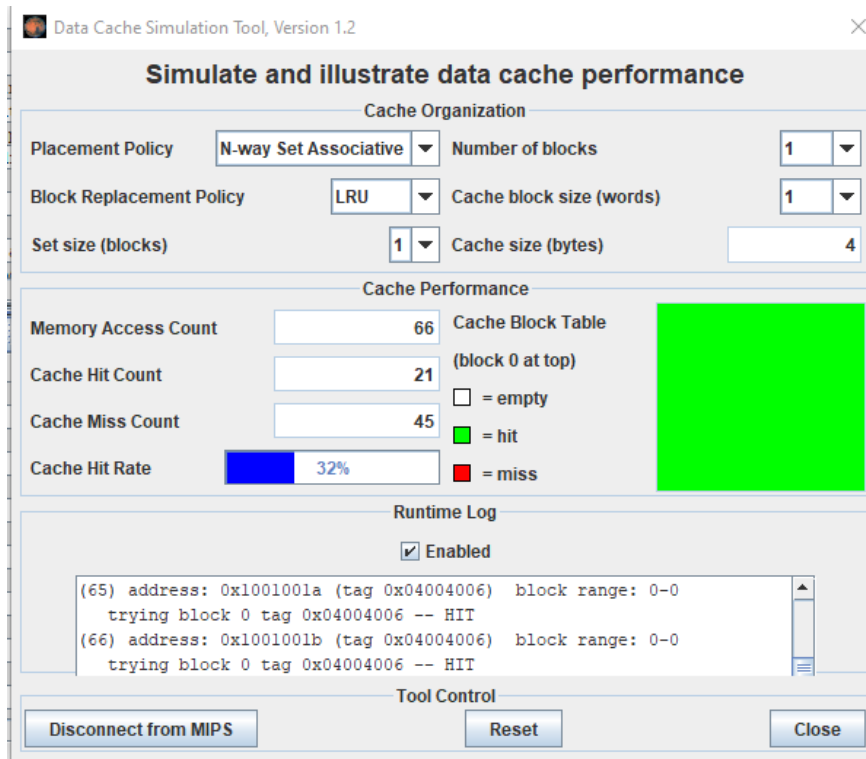 Data Cache Simulation Tool, Version 1.2
Simulate and illustrate data cache performance
Cache Organization
Placement Policy N-way Set Associative Number of blocks 1
Block Replacement Policy LRU Cache block size (words) 1
Set size (blocks) 1 Cache size (bytes) 4
Cache Performance
Memory Access Count 66 Cache Block Table
(block 0 at top)
Cache Hit Count 21
= empty
Cache Miss Count 45
= hit
Cache Hit Rate 32%
= miss
Runtime Log
Enabled
(65) address: 0x1001001a (tag 0x04004006) block range: 0-0
trying block 0 tag 0x04004006 -- HIT
(66) address: 0x1001001b (tag 0x04004006) block range: 0-0
trying block 0 tag 0x04004006 -- HIT
Tool Control
Disconnect from MIPS Reset Close